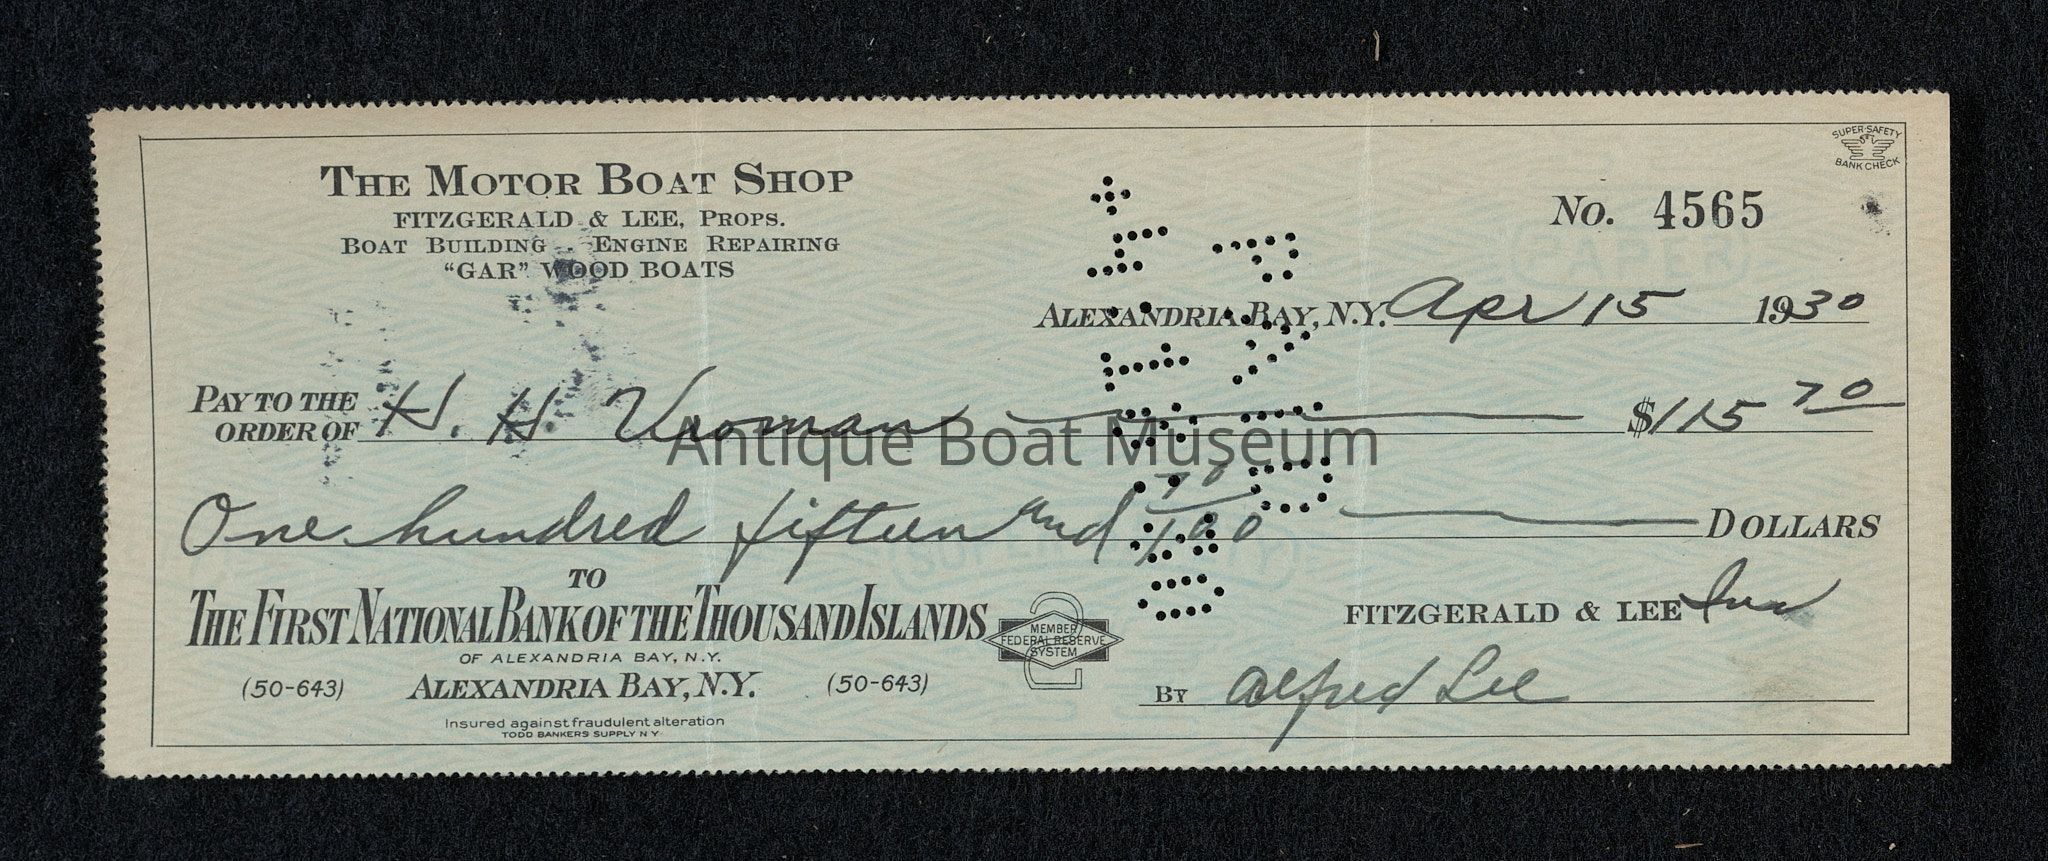 SUPER-SAFETY
BANK CHECK
THE MOTOR BOAT SHOP
FITZGERALD & LEE, PROPS.
BOAT BUILDING . ENGINE REPAIRING
"GAR" WOOD BOATS
No. 4565
ALEXANDRIA BAY, N.Y. Apr 15 1930
PAY TO THE
ORDER OF H. H. Vroman $115 70
Antique Boat Museum
One hundred fifteen and 70/100 DOLLARS
TO
THE FIRST NATIONAL BANK OF THE THOUSAND ISLANDS
OF ALEXANDRIA BAY, N.Y.
(50-643) ALEXANDRIA BAY, N.Y. (50-643)
MEMBER
FEDERAL RESERVE
SYSTEM
Insured against fraudulent alteration
TODD BANKERS SUPPLY N Y
FITZGERALD & LEE Inc
BY Alfred Lee